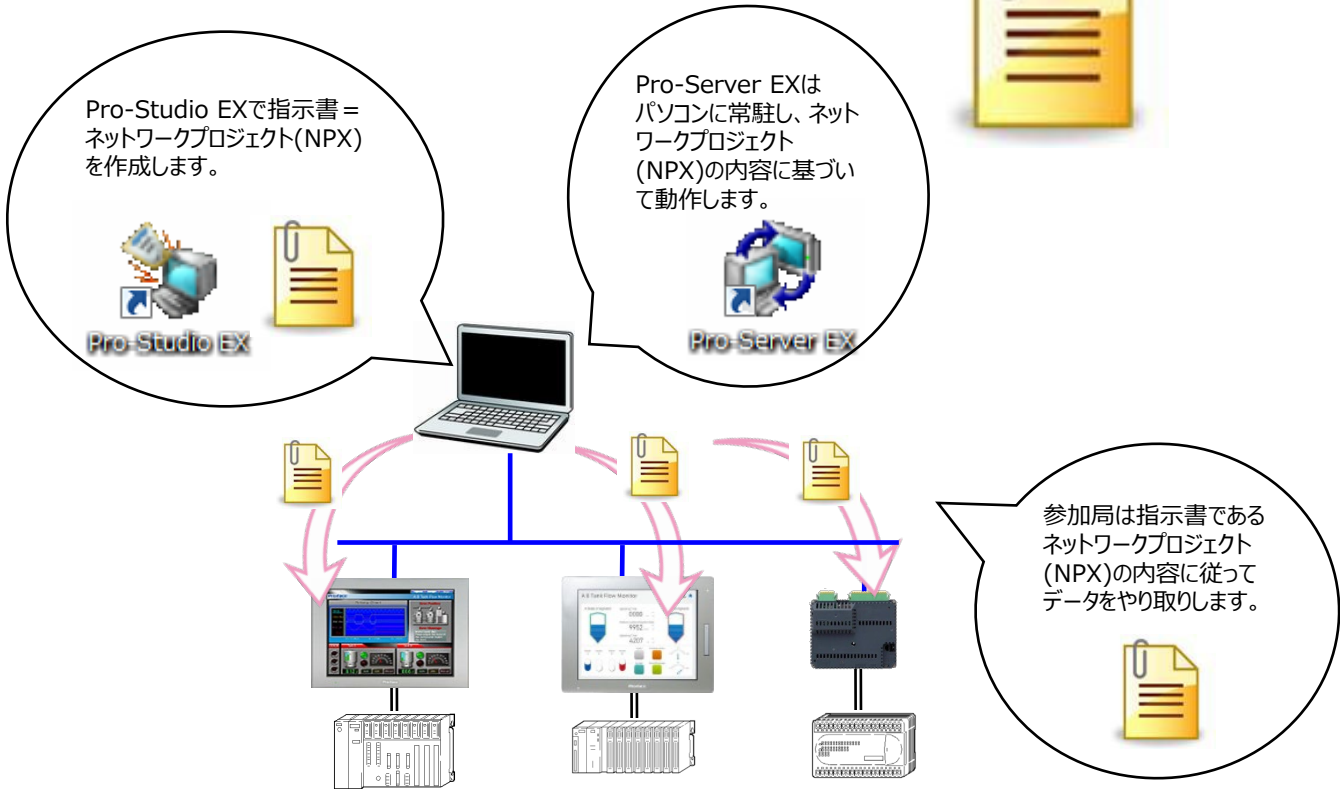 Pro-Studio EXで指示書＝
ネットワークプロジェクト(NPX)
を作成します。
Pro-Studio EX
Pro-Server EXは
パソコンに常駐し、ネット
ワークプロジェクト
(NPX)の内容に基づい
て動作します。
Pro-Server EX
参加局は指示書である
ネットワークプロジェクト
(NPX)の内容に従って
データをやり取りします。